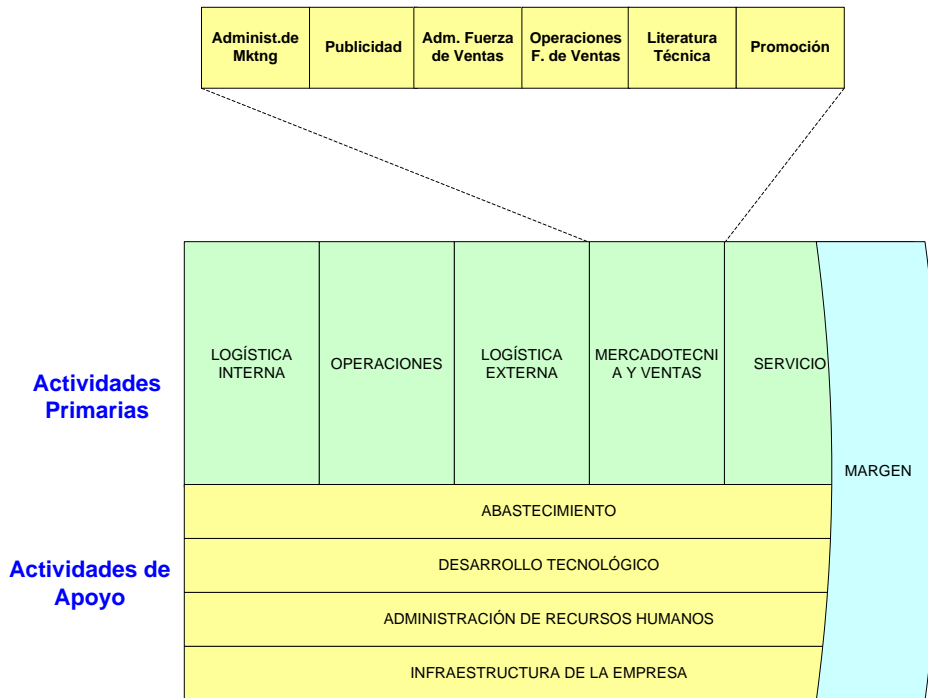 Administ.de
Mktng
Publicidad
Adm. Fuerza
de Ventas
Operaciones
F. de Ventas
Literatura
Técnica
Promoción
Actividades
Primarias
LOGÍSTICA
INTERNA
OPERACIONES
LOGÍSTICA
EXTERNA
MERCADOTECNI
A Y VENTAS
SERVICIO
MARGEN
Actividades de
Apoyo
ABASTECIMIENTO
DESARROLLO TECNOLÓGICO
ADMINISTRACIÓN DE RECURSOS HUMANOS
INFRAESTRUCTURA DE LA EMPRESA